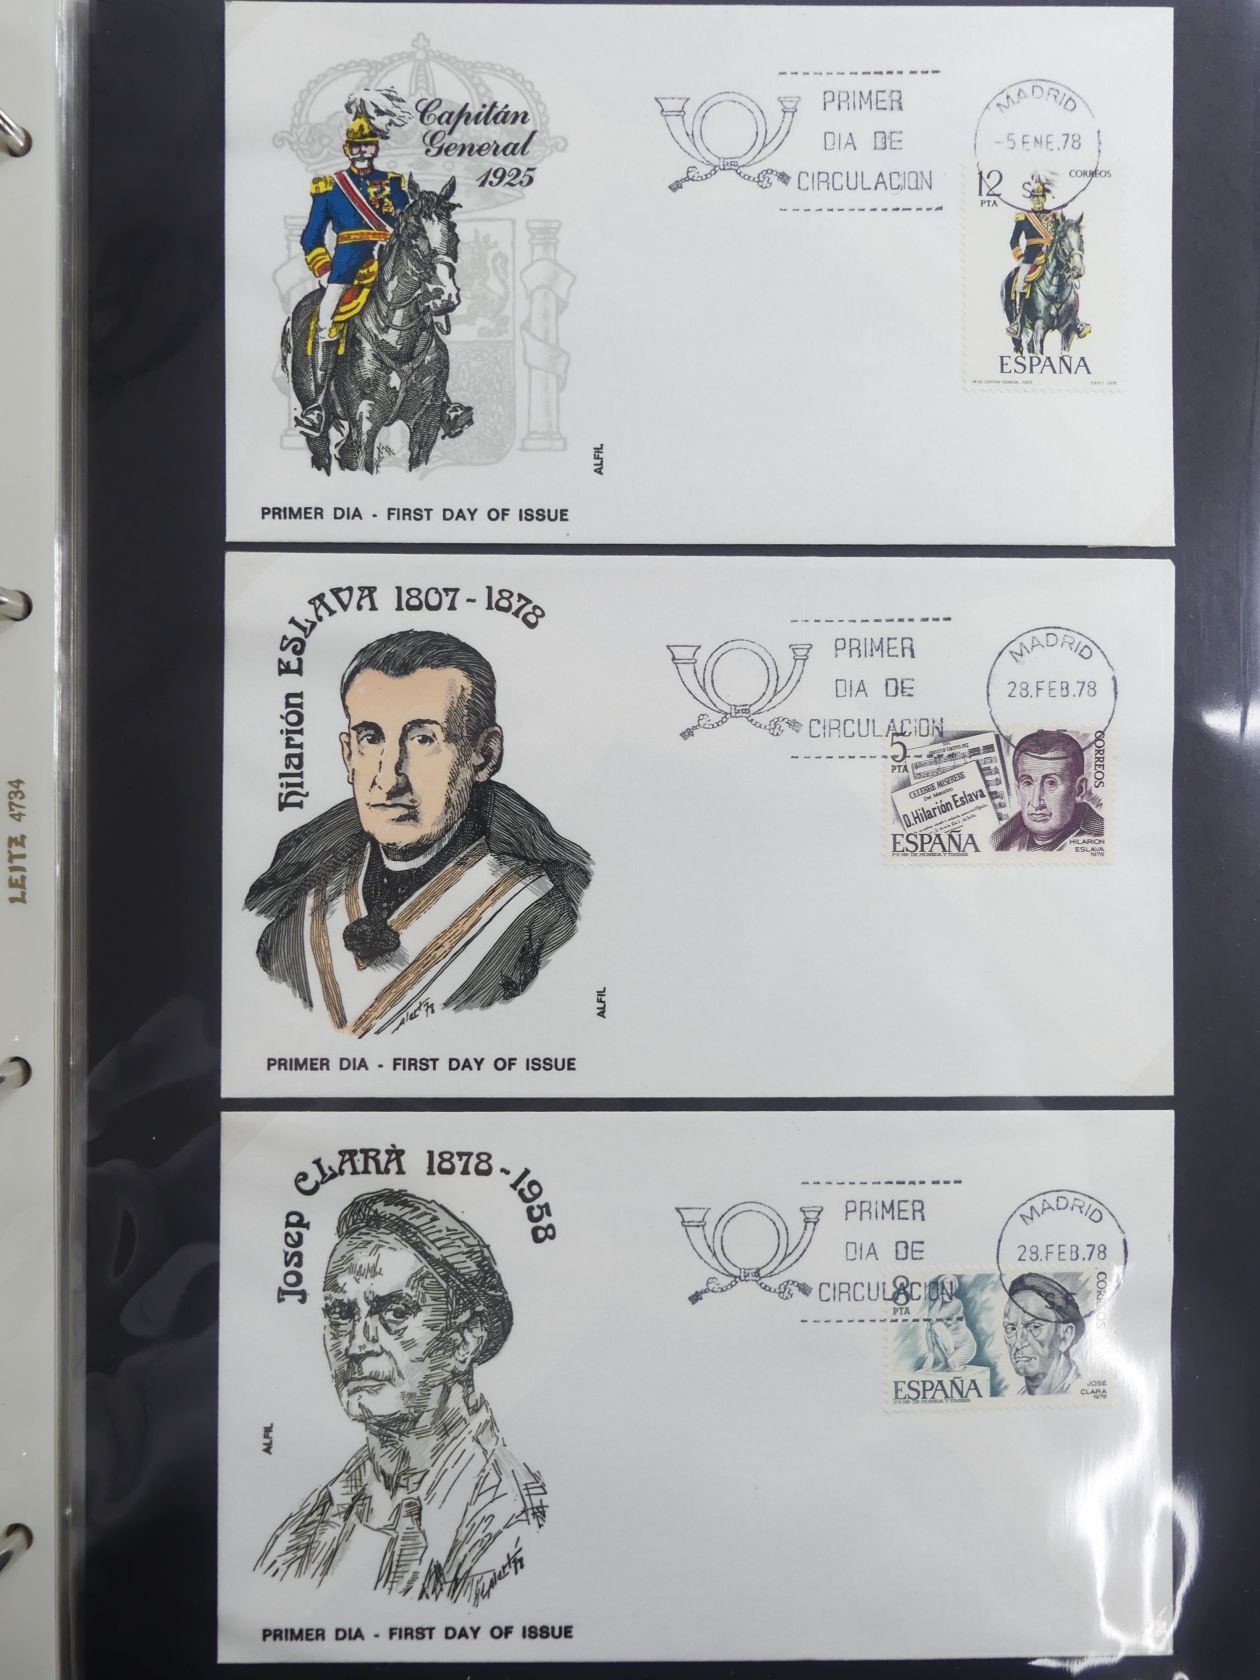 Capitán
General
1925
PRIMER
DIA DE
CIRCULACION
MADRID
-5 ENE.78
12
PTA
CORREOS
ESPAÑA
ALFIL
PRIMER DIA - FIRST DAY OF ISSUE
Hilarión ESLAVA 1807-1878
PRIMER
DIA DE
CIRCULACION
MADRID
28.FEB.78
5
PTA
CORREOS
CELEBRE MISERERE
Del Maestro
D. Hilarión Eslava
ESPAÑA
HILARION
ESLAVA
1978
ALFIL
PRIMER DIA - FIRST DAY OF ISSUE
Josep CLARÀ 1878-1958
PRIMER
DIA DE
CIRCULACION
MADRID
28.FEB.78
8
PTA
CORREOS
ESPAÑA
JOSE
CLARA
1978
ALFIL
PRIMER DIA - FIRST DAY OF ISSUE
LEITZ 4734